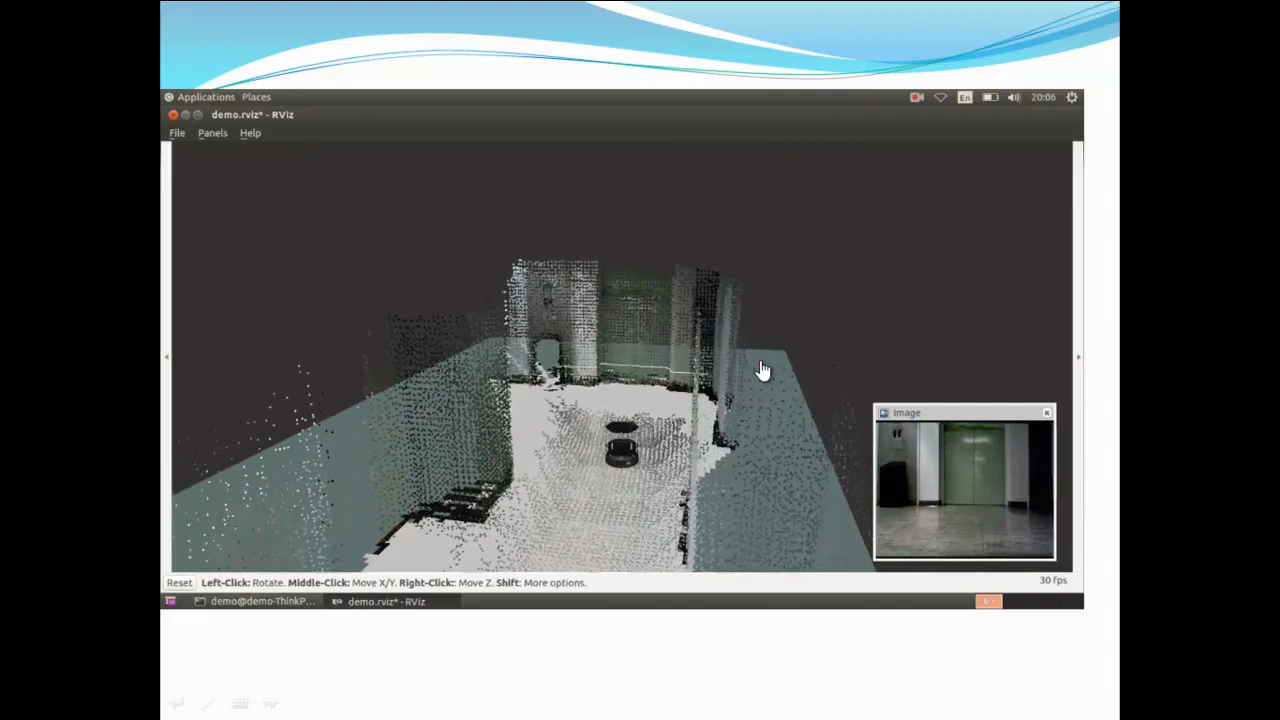 Applications Places
En 20:06
demo.rviz* - RViz
File Panels Help
Image
Reset Left-Click: Rotate. Middle-Click: Move X/Y. Right-Click:: Move Z. Shift: More options.
30 fps
demo@demo-ThinkP... demo.rviz* - RViz